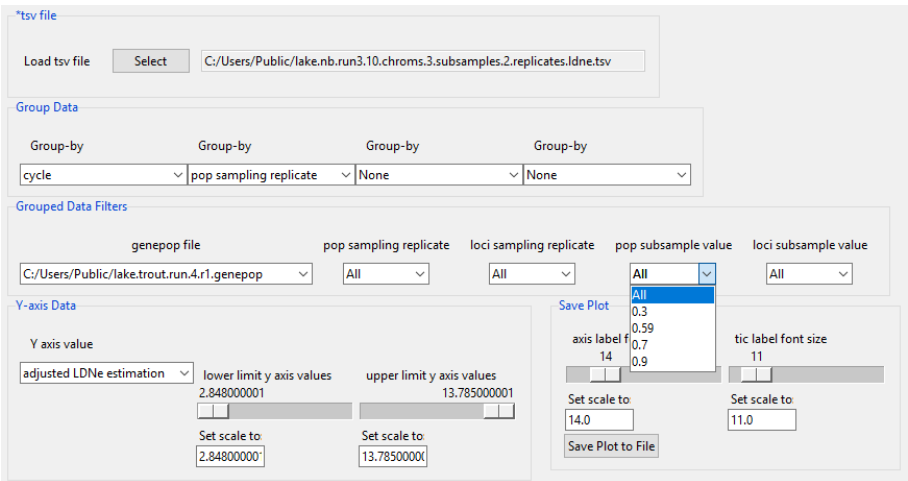 *tsv file
Load tsv file Select C:/Users/Public/lake.nb.run3.10.chroms.3.subsamples.2.replicates.ldne.tsv
Group Data
Group-by Group-by Group-by Group-by
cycle pop sampling replicate None None
Grouped Data Filters
genepop file pop sampling replicate loci sampling replicate pop subsample value loci subsample value
C:/Users/Public/lake.trout.run.4.r1.genepop All All All All
All
0.3
0.59
0.7
0.9
Y-axis Data
Y axis value
adjusted LDNe estimation lower limit y axis values upper limit y axis values
2.848000001 13.785000001
Set scale to: Set scale to:
2.84800000 13.7850000
Save Plot
axis label tic label font size
14 11
Set scale to: Set scale to:
14.0 11.0
Save Plot to File